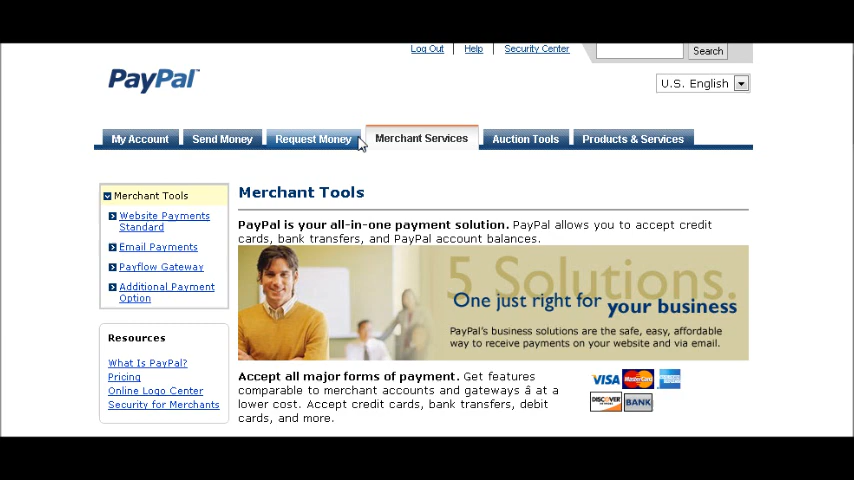 Log Out | Help | Security Center
Search
PayPal™
U.S. English
My Account Send Money Request Money Merchant Services Auction Tools Products & Services
Merchant Tools
Website Payments
Standard
Email Payments
Payflow Gateway
Additional Payment
Option
Resources
What Is PayPal?
Pricing
Online Logo Center
Security for Merchants
Merchant Tools
PayPal is your all-in-one payment solution. PayPal allows you to accept credit
cards, bank transfers, and PayPal account balances.
5 Solutions.
One just right for your business
PayPal's business solutions are the safe, easy, affordable
way to receive payments on your website and via email.
Accept all major forms of payment. Get features
comparable to merchant accounts and gateways â at a
lower cost. Accept credit cards, bank transfers, debit
cards, and more.
VISA MasterCard
DISCOVER BANK